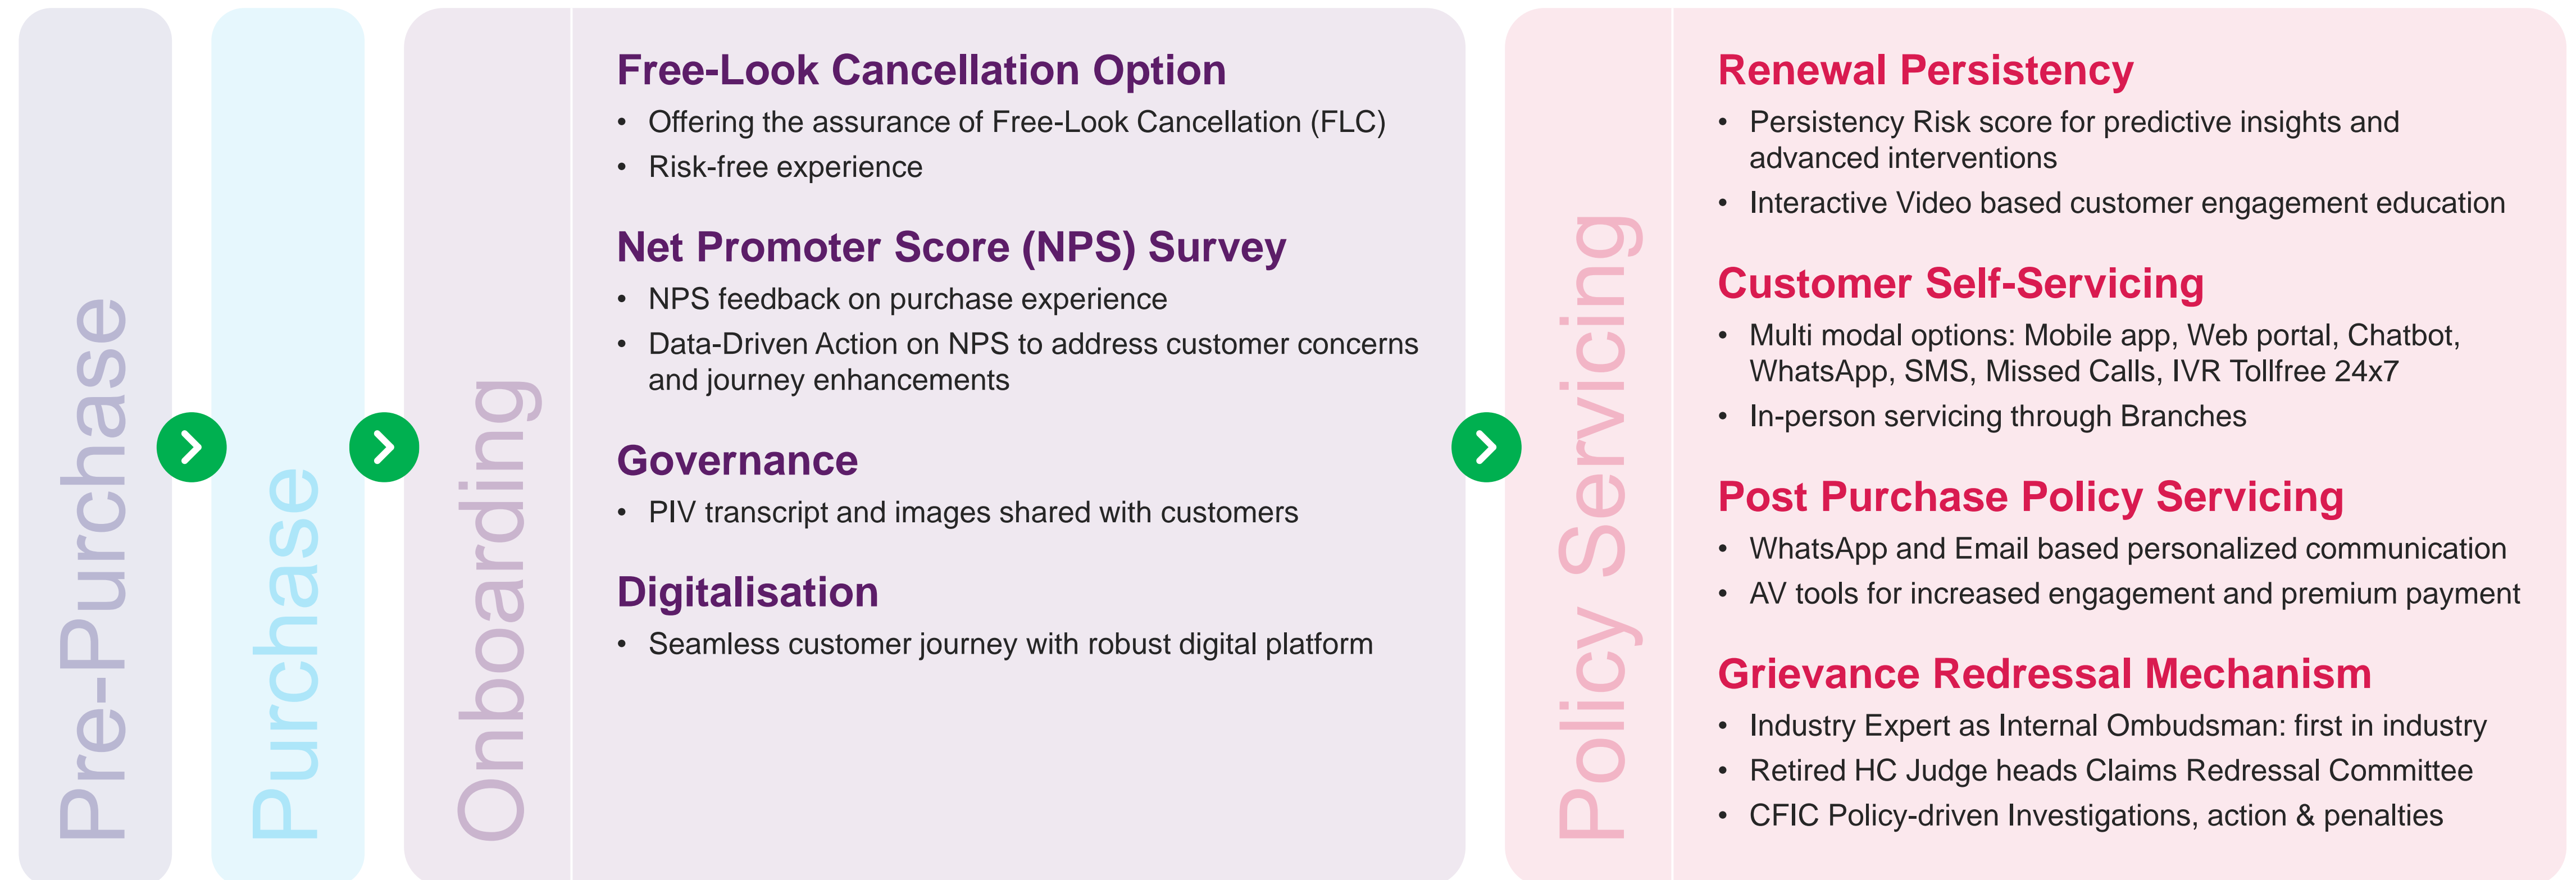 Pre-Purchase
Purchase
Onboarding
Free-Look Cancellation Option
• Offering the assurance of Free-Look Cancellation (FLC)
• Risk-free experience
Net Promoter Score (NPS) Survey
• NPS feedback on purchase experience
• Data-Driven Action on NPS to address customer concerns
and journey enhancements
Governance
• PIV transcript and images shared with customers
Digitalisation
• Seamless customer journey with robust digital platform
Policy Servicing
Renewal Persistency
• Persistency Risk score for predictive insights and
advanced interventions
• Interactive Video based customer engagement education
Customer Self-Servicing
• Multi modal options: Mobile app, Web portal, Chatbot,
WhatsApp, SMS, Missed Calls, IVR Tollfree 24x7
• In-person servicing through Branches
Post Purchase Policy Servicing
• WhatsApp and Email based personalized communication
• AV tools for increased engagement and premium payment
Grievance Redressal Mechanism
• Industry Expert as Internal Ombudsman: first in industry
• Retired HC Judge heads Claims Redressal Committee
• CFIC Policy-driven Investigations, action & penalties